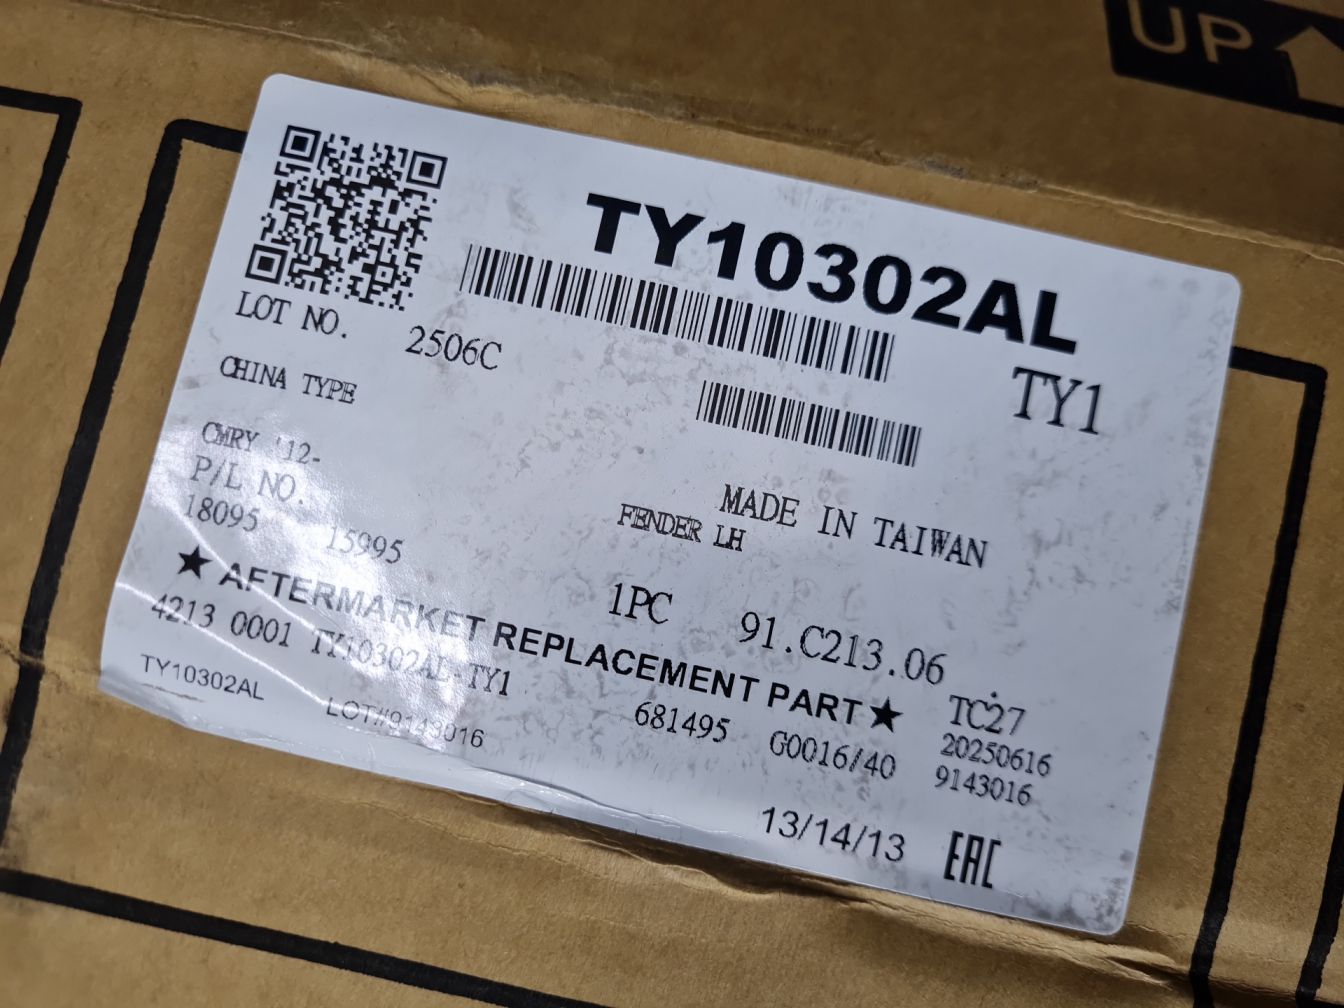 UP
TY10302AL
TY1
LOT NO. 2506C
CHINA TYPE
CMRY '12-
MADE IN TAIWAN
P/L NO.
FENDER LH
18095 15995
1PC 91.C213.06
★ AFTERMARKET REPLACEMENT PART ★
TC27
4213 0001 TY10302AL-TY1
681495 G0016/40
20250616
9143016
TY10302AL LOT#9143016
13/14/13
EAC